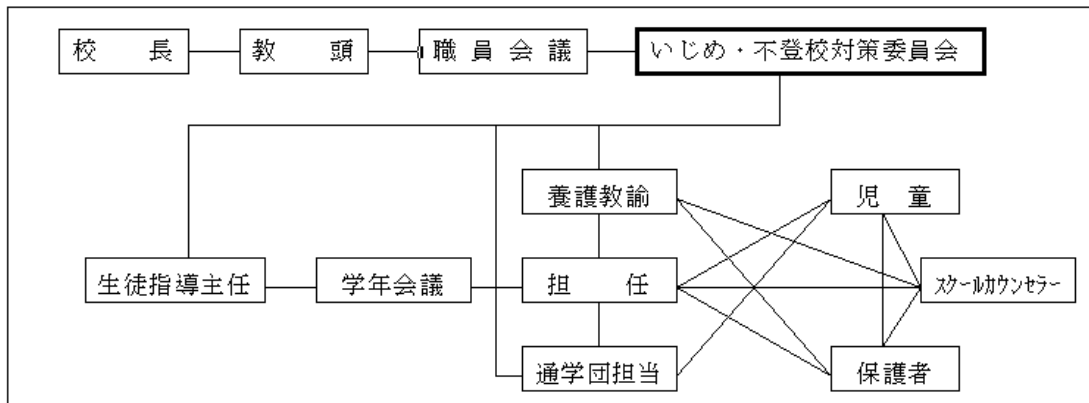 校　長
教　頭
職員会議
いじめ・不登校対策委員会
養護教諭
児　童
生徒指導主任
学年会議
担　任
スクールカウンセラー
通学団担当
保護者